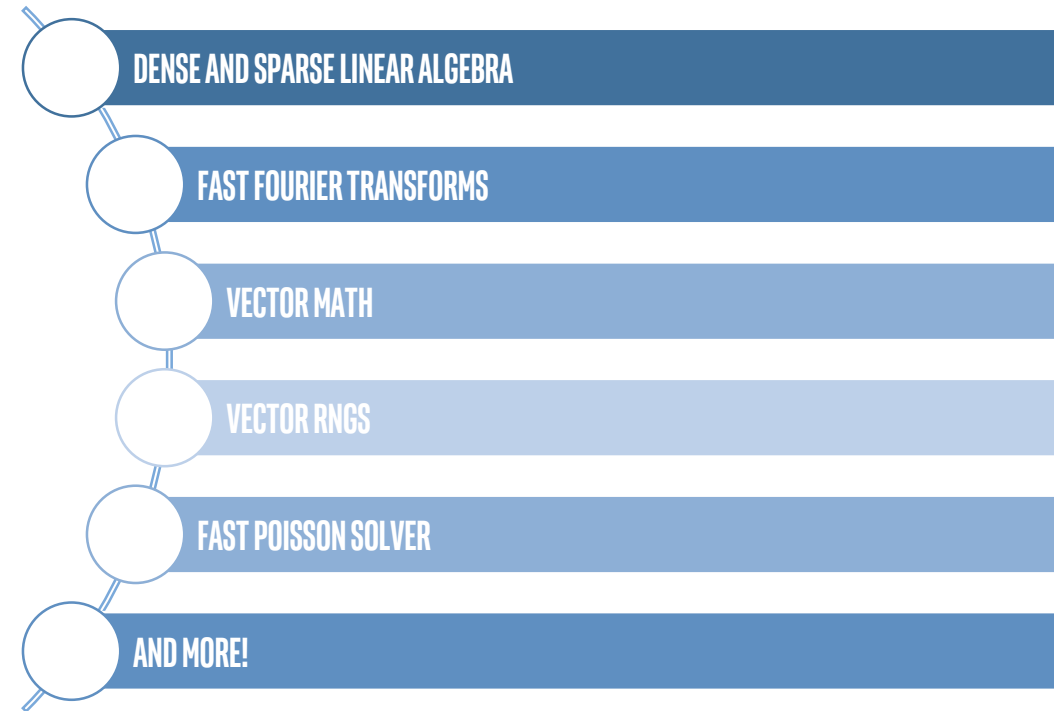 DENSE AND SPARSE LINEAR ALGEBRA
FAST FOURIER TRANSFORMS
VECTOR MATH
VECTOR RNGS
FAST POISSON SOLVER
AND MORE!